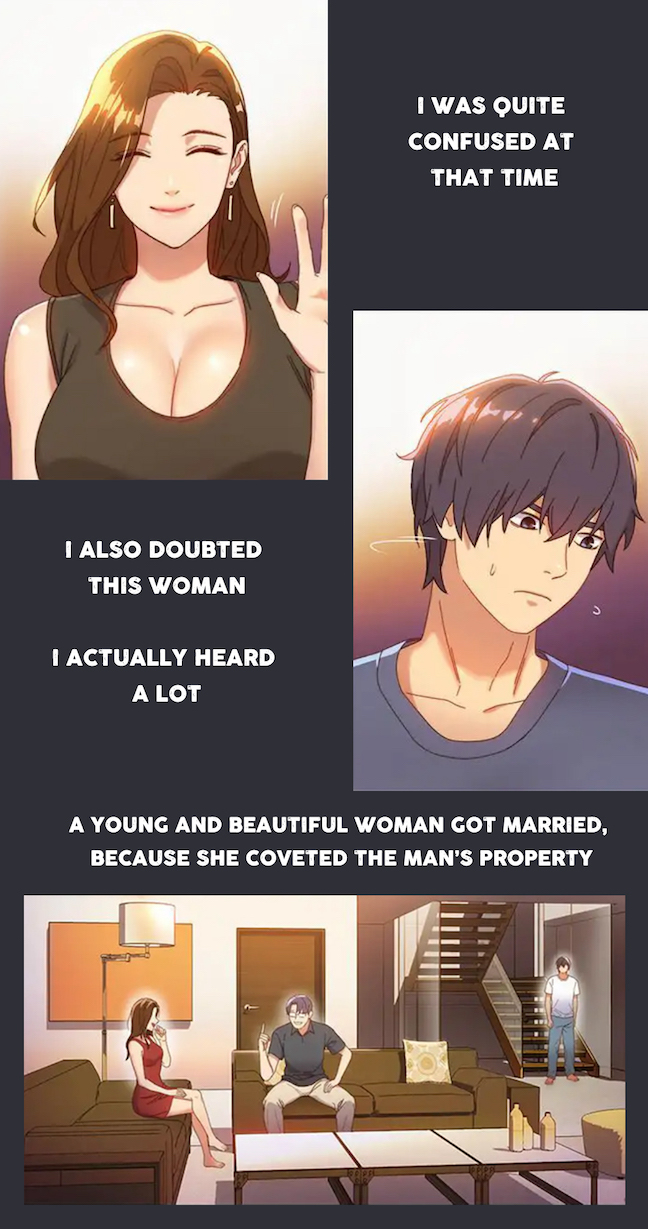 I WAS QUITE
CONFUSED AT
THAT TIME
I ALSO DOUBTED
THIS WOMAN
I ACTUALLY HEARD
A LOT
A YOUNG AND BEAUTIFUL WOMAN GOT MARRIED,
BECAUSE SHE COVETED THE MAN'S PROPERTY